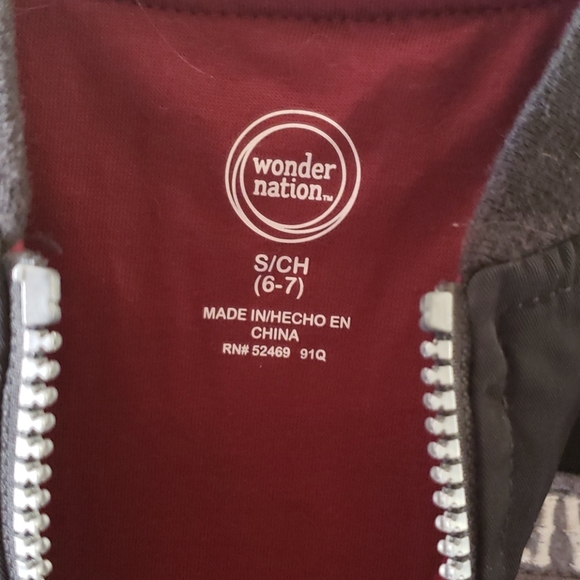 wonder
nation™
S/CH
(6-7)
MADE IN/HECHO EN
CHINA
RN# 52469 91Q